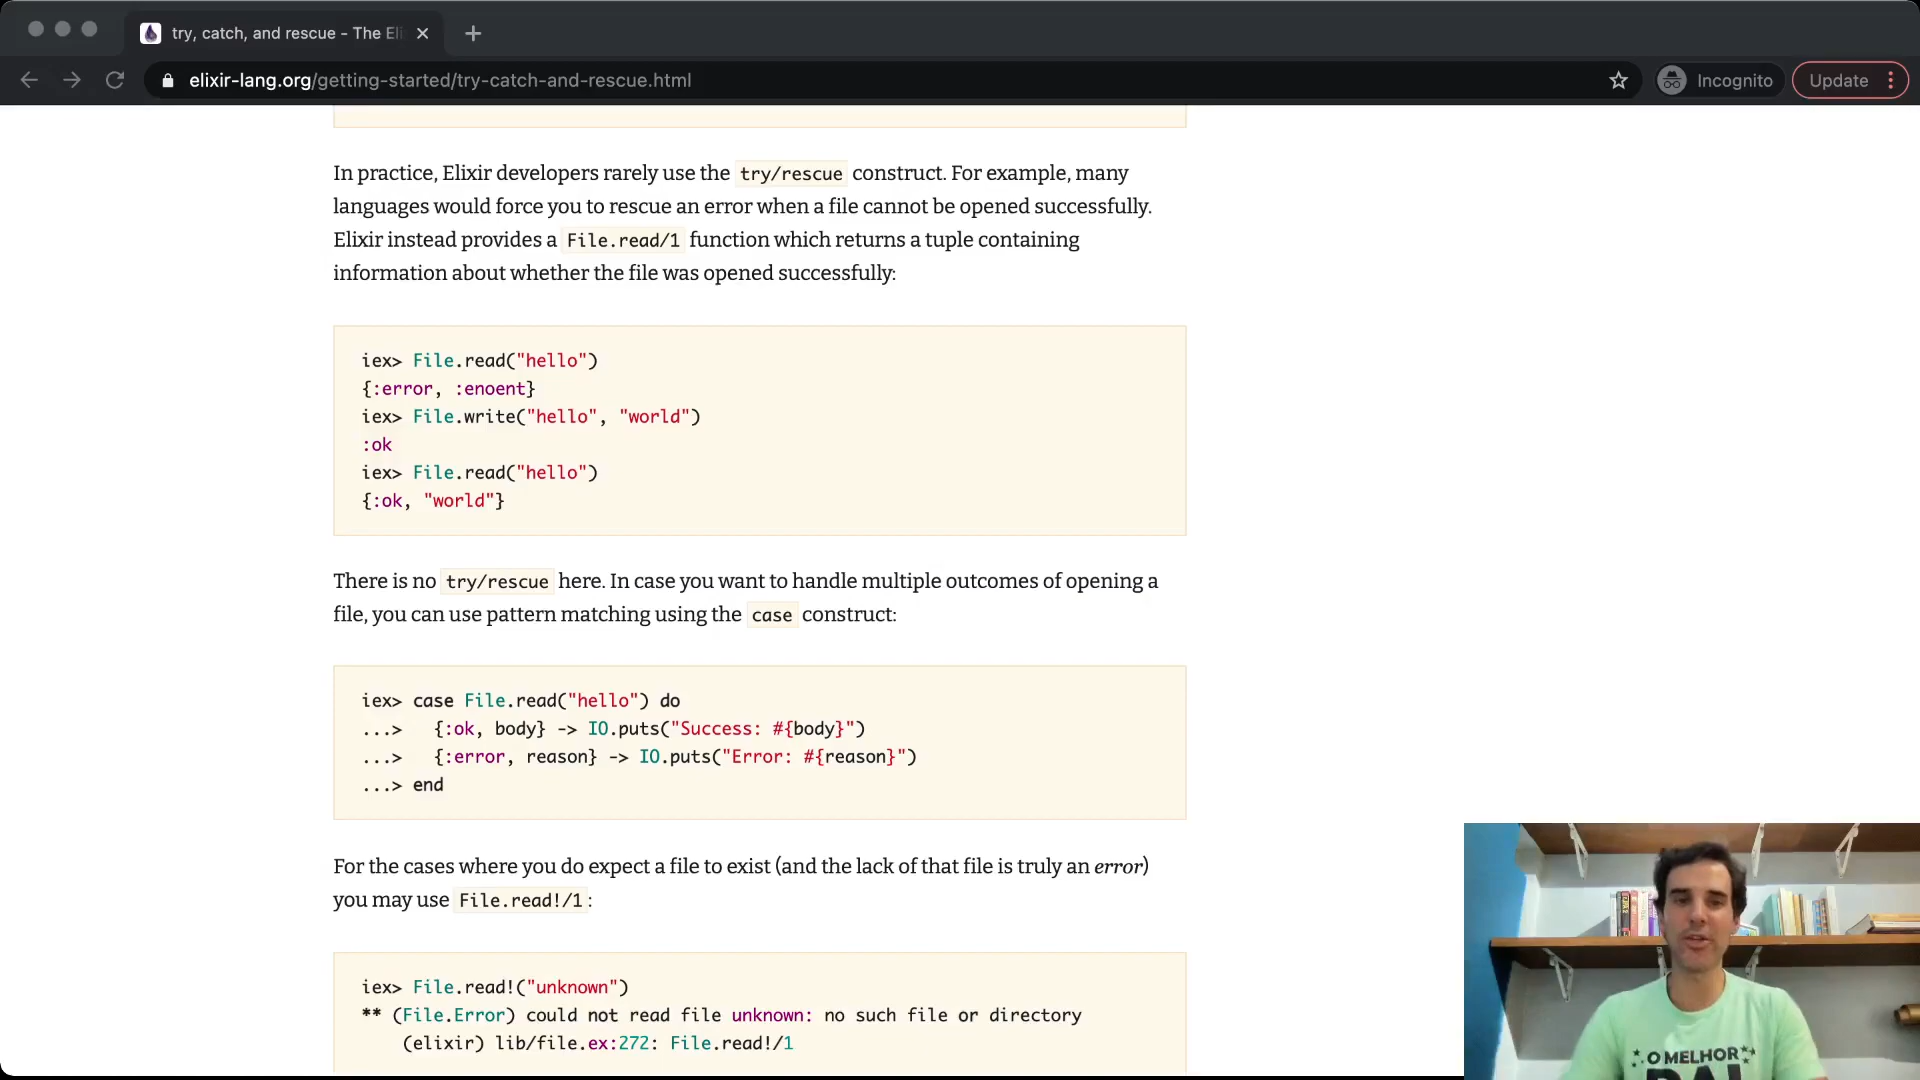 try, catch, and rescue - The Eli
elixir-lang.org/getting-started/try-catch-and-rescue.html
Incognito
Update
In practice, Elixir developers rarely use the try/rescue construct. For example, many
languages would force you to rescue an error when a file cannot be opened successfully.
Elixir instead provides a File.read/1 function which returns a tuple containing
information about whether the file was opened successfully:
iex> File.read("hello")
{:error, :enoent}
iex> File.write("hello", "world")
:ok
iex> File.read("hello")
{:ok, "world"}
There is no try/rescue here. In case you want to handle multiple outcomes of opening a
file, you can use pattern matching using the case construct:
iex> case File.read("hello") do
...>   {:ok, body} -> IO.puts("Success: #{body}")
...>   {:error, reason} -> IO.puts("Error: #{reason}")
...> end
For the cases where you do expect a file to exist (and the lack of that file is truly an error)
you may use File.read!/1 :
iex> File.read!("unknown")
** (File.Error) could not read file unknown: no such file or directory
    (elixir) lib/file.ex:272: File.read!/1
O MELHOR
PAI